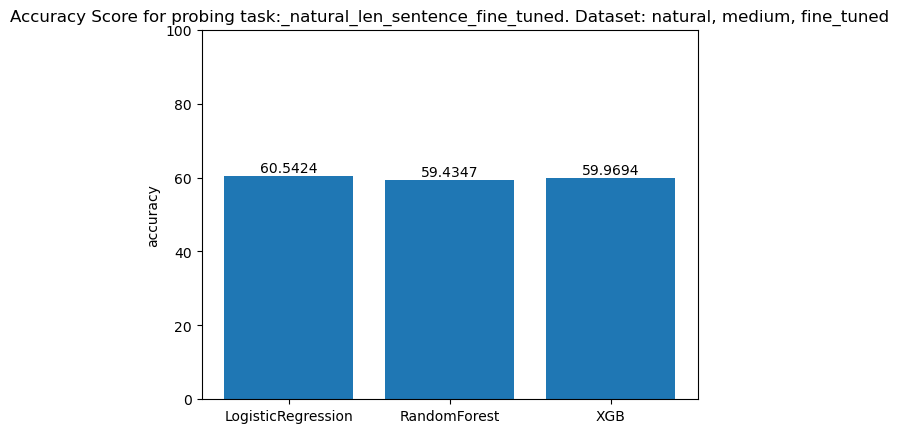 Accuracy Score for probing task:_natural_len_sentence_fine_tuned. Dataset: natural, medium, fine_tuned
100
80
60
40
20
0
accuracy
60.5424
59.4347
59.9694
LogisticRegression
RandomForest
XGB